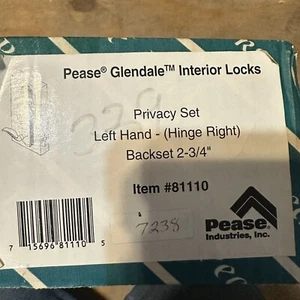 Pease® Glendale™ Interior Locks
Privacy Set
Left Hand - (Hinge Right)
Backset 2-3/4"
Item #81110
7238
Pease®
Industries, Inc.
7 15696 81110 5